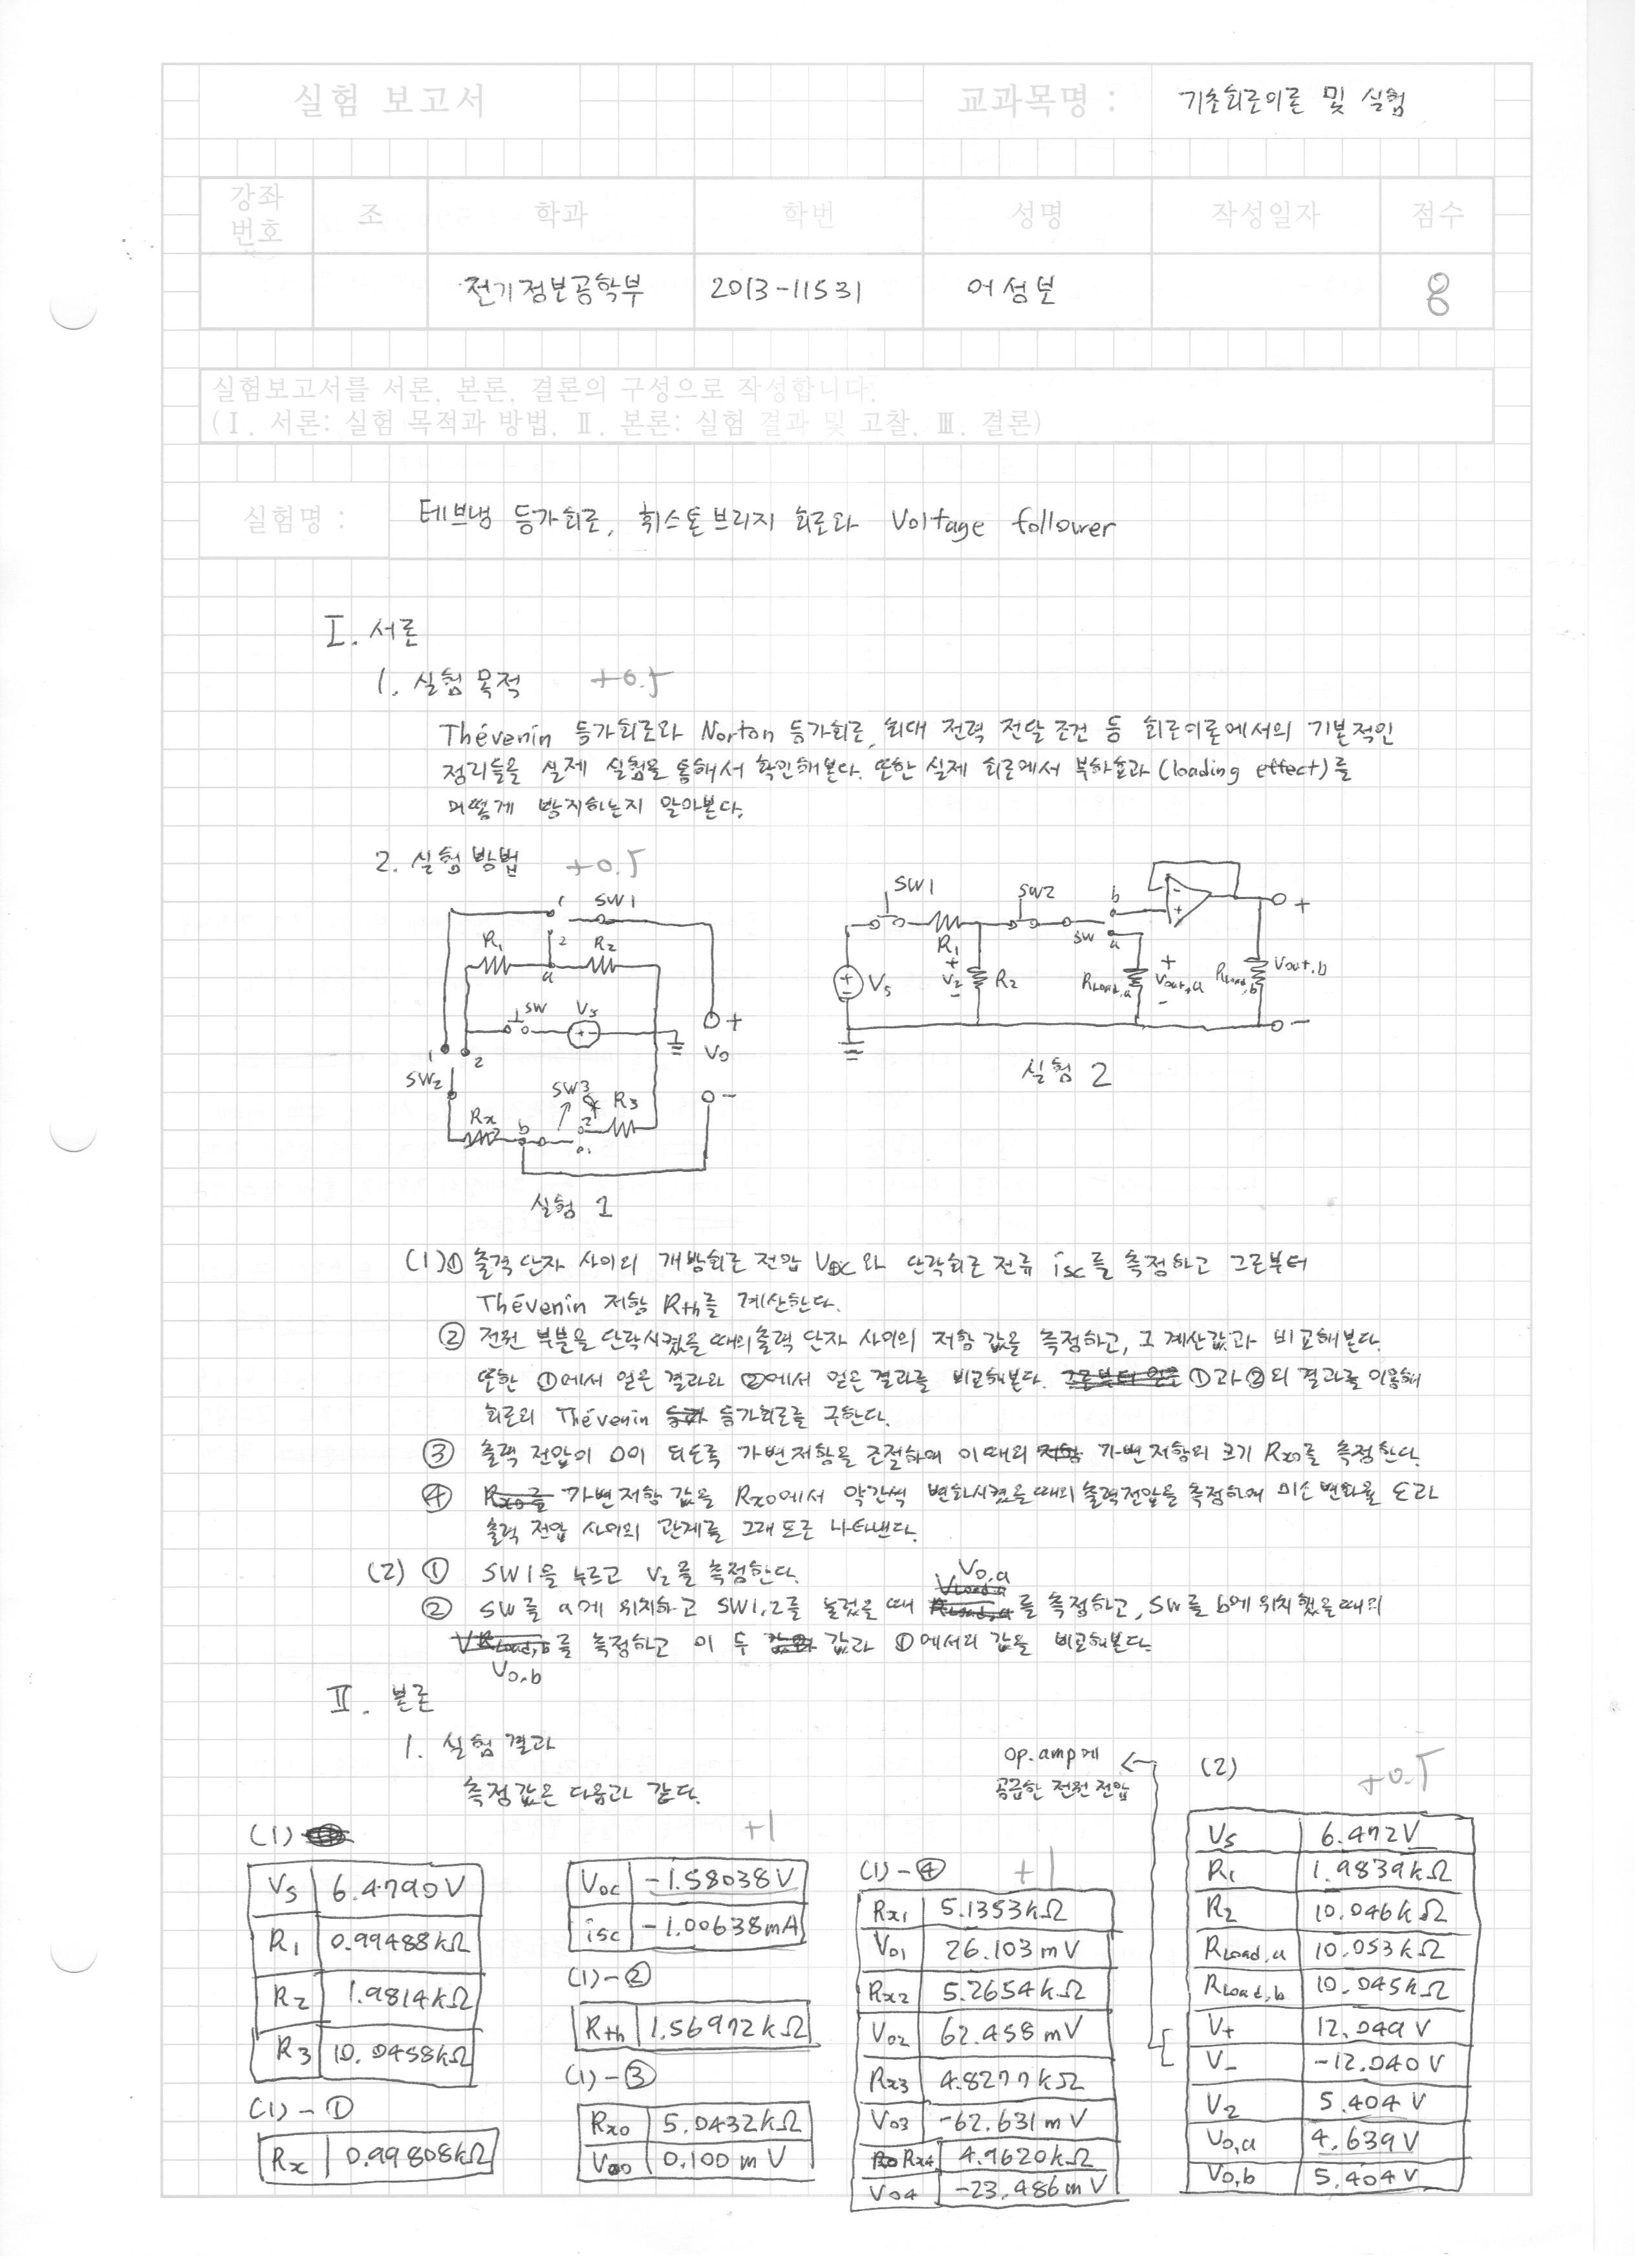 실험 보고서
교과목명 : 기초회로이론 및 실험
강좌번호 조 학과 학번 성명 작성일자 점수
전기정보공학부 2013-11531 어성보 8
실험보고서를 서론, 본론, 결론의 구성으로 작성합니다.
(Ⅰ. 서론: 실험 목적과 방법, Ⅱ. 본론: 실험 결과 및 고찰, Ⅲ. 결론)
실험명 : 테브냉 등가회로, 휘스톤 브리지 회로와 Voltage follower
Ⅰ. 서론
1. 실험 목적 +0.5
Thévenin 등가회로와 Norton 등가회로, 최대 전력 전달 조건 등 회로이론에서의 기본적인
정리들을 실제 실험을 통해서 확인해본다. 또한 실제 회로에서 부하효과(loading effect)를
어떻게 방지하는지 알아본다.
2. 실험 방법 +0.5
1 SW1
R1 2 R2
a
SW Vs
+ -
+
Vo
-
1 2
SW2
SW3
R3
Rx b 2
1
실험 1
SW1 SW2 b
SW a
R1
Vs
+ V2 -
R2
RLoad,a
+ Vout,a -
RLoad,b
Vout,b
+
-
실험 2
(1) ① 출력 단자 사이의 개방회로 전압 Voc와 단락회로 전류 isc를 측정하고 그로부터
Thévenin 저항 Rth를 계산한다.
② 전원 부분을 단락시켰을 때의 출력 단자 사이의 저항 값을 측정하고, 그 계산값과 비교해본다.
또한 ①에서 얻은 결과와 ②에서 얻은 결과를 비교해본다. ①과 ②의 결과를 이용해
회로의 Thévenin 등가회로를 구한다.
③ 출력 전압이 0이 되도록 가변저항을 조절하여 이때의 가변저항의 크기 Rx0를 측정한다.
④ 가변저항 값을 Rx0에서 약간씩 변화시켰을 때의 출력전압을 측정하여 미소 변화율 ε과
출력 전압 사이의 관계를 그래프로 나타낸다.
(2) ① SW1을 누르고 V2를 측정한다.
② SW를 a에 위치하고 SW1,2를 눌렀을 때 Vo,a를 측정하고, SW를 b에 위치했을 때의
Vo,b를 측정하고 이 두 값과 ①에서의 값을 비교해본다.
Ⅱ. 본론
1. 실험 결과
측정값은 다음과 같다.
(1)
Vs 6.4790V
R1 0.99488kΩ
R2 1.9814kΩ
R3 10.0458kΩ
(1)-①
Rx 0.99808kΩ
+1
Voc -1.58038V
isc -1.00638mA
(1)-②
Rth 1.56972kΩ
(1)-③
Rx0 5.0432kΩ
Vo0 0.100mV
(1)-④ +1
Rx1 5.1353kΩ
Vo1 26.103mV
Rx2 5.2654kΩ
Vo2 62.458mV
Rx3 4.8277kΩ
Vo3 -62.631mV
Rx4 4.9620kΩ
Vo4 -23.486mV
op.amp에
공급한 전원 전압
(2) +0.5
Vs 6.472V
R1 1.9839kΩ
R2 10.046kΩ
RLoad,a 10.053kΩ
RLoad,b 10.045kΩ
V+ 12.049V
V- -12.040V
V2 5.404V
Vo,a 4.639V
Vo,b 5.404V